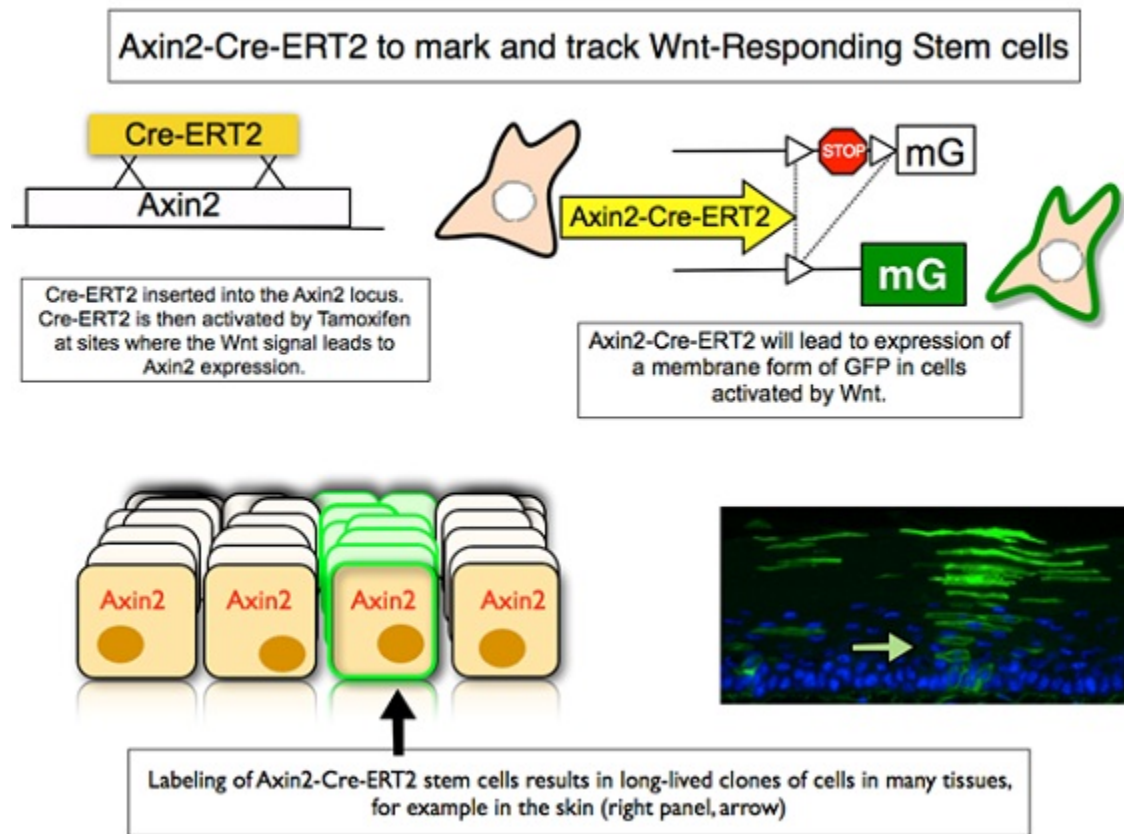 Axin2-Cre-ERT2 to mark and track Wnt-Responding Stem cells
Cre-ERT2
Axin2
Cre-ERT2 inserted into the Axin2 locus.
Cre-ERT2 is then activated by Tamoxifen
at sites where the Wnt signal leads to
Axin2 expression.
STOP
mG
Axin2-Cre-ERT2
mG
Axin2-Cre-ERT2 will lead to expression of
a membrane form of GFP in cells
activated by Wnt.
Axin2
Axin2
Axin2
Axin2
Labeling of Axin2-Cre-ERT2 stem cells results in long-lived clones of cells in many tissues,
for example in the skin (right panel, arrow)